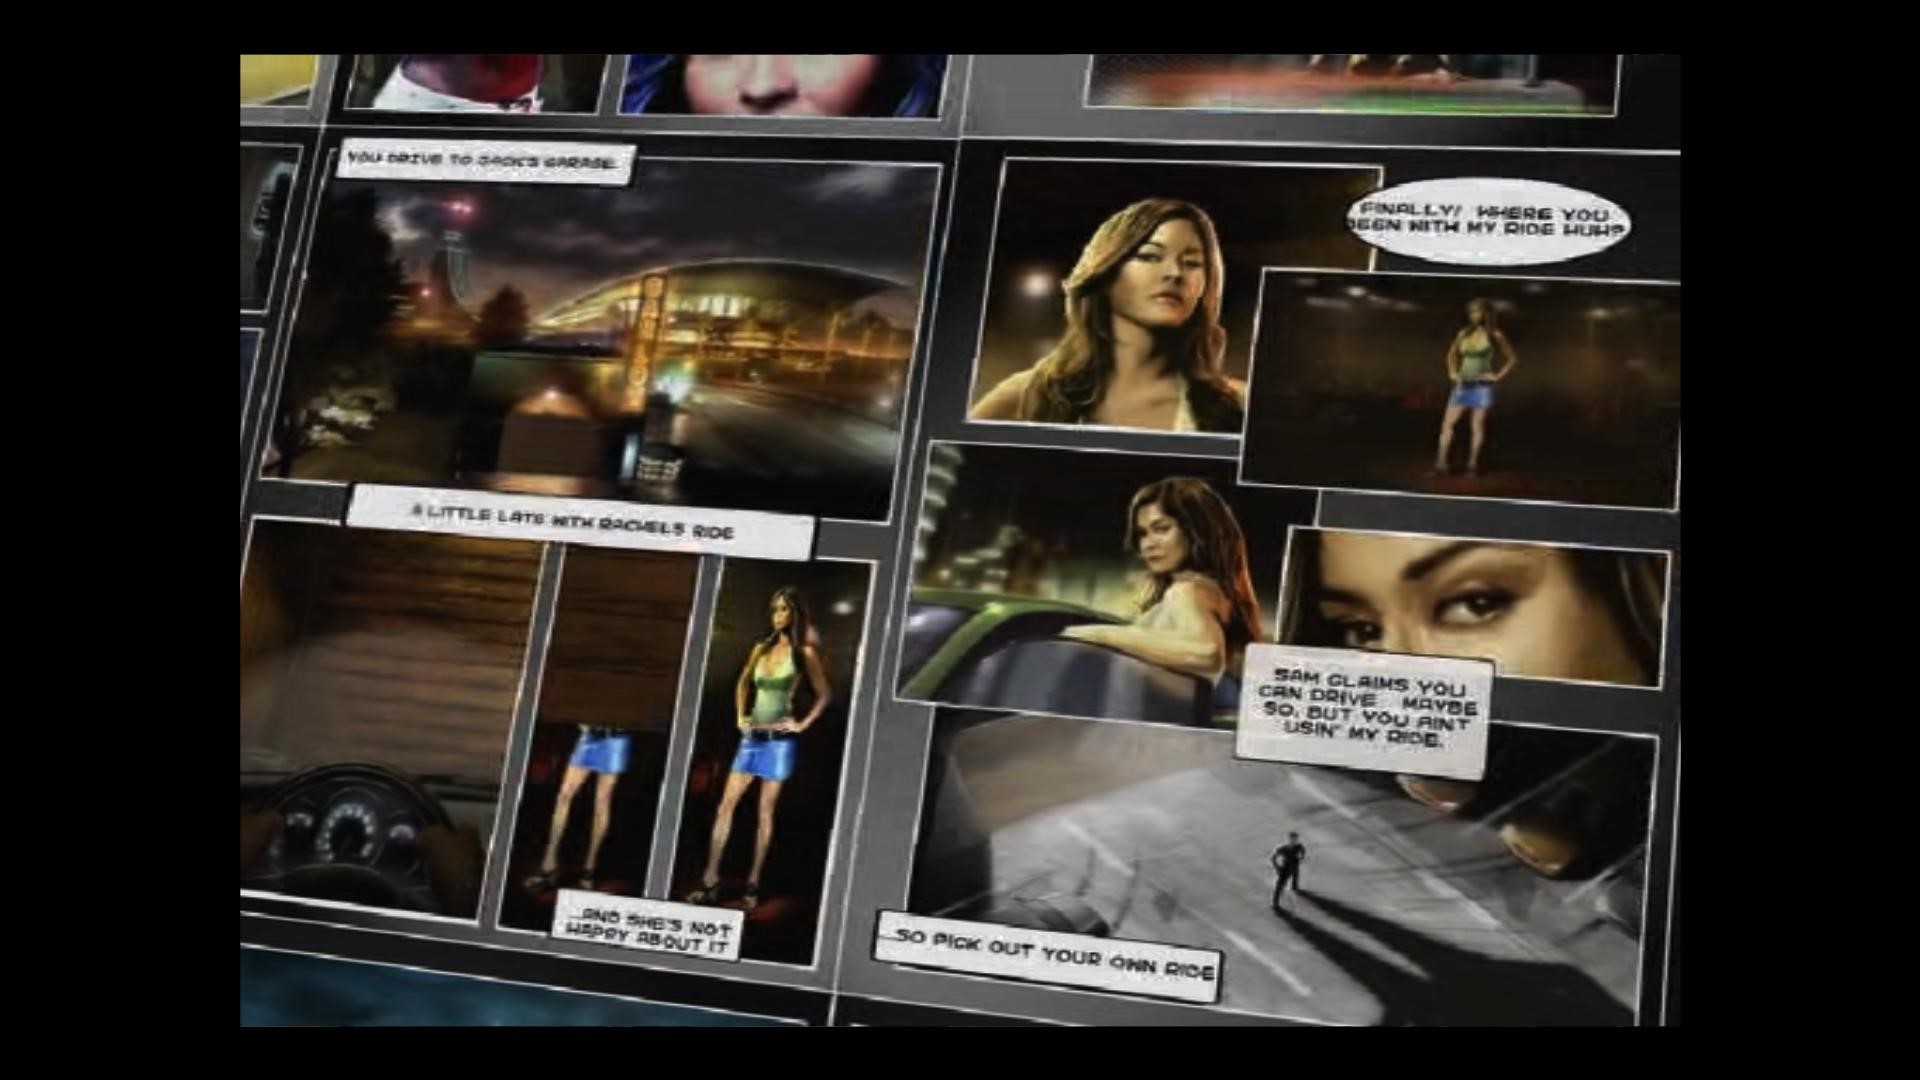 YOU DRIVE TO JACK'S GARAGE.
A LITTLE LATE WITH RACHEL'S RIDE
...AND SHE'S NOT
HAPPY ABOUT IT
FINALLY! WHERE YOU
BEEN WITH MY RIDE HUH?
SAM CLAIMS YOU
CAN DRIVE MAYBE
SO, BUT YOU AINT
USIN' MY RIDE.
...SO PICK OUT YOUR OWN RIDE